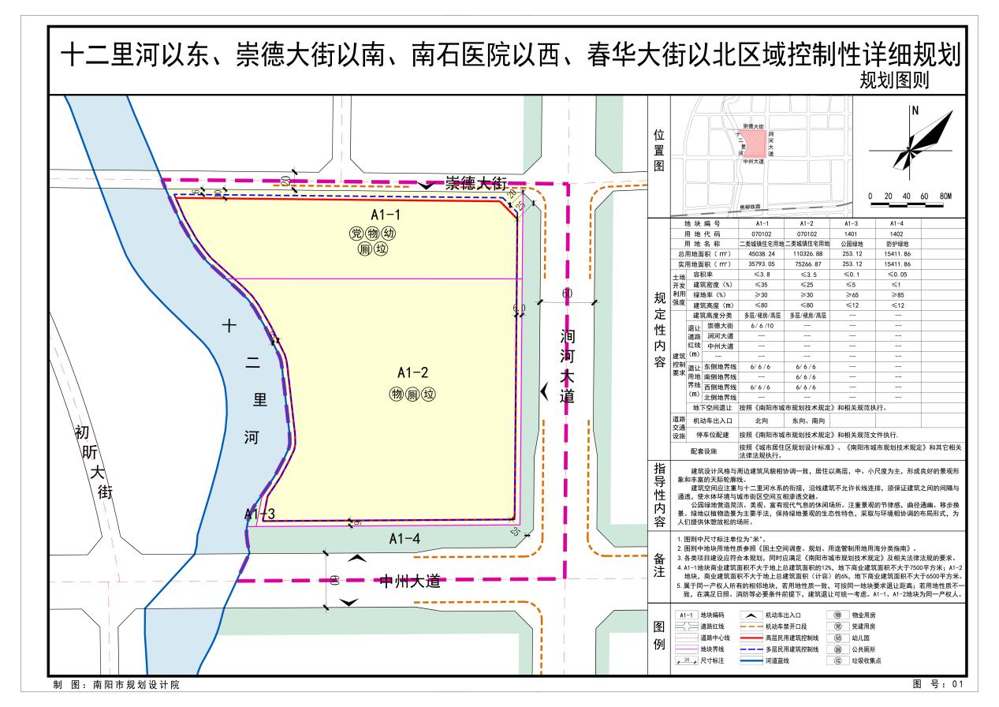 十二里河以东、崇德大街以南、南石医院以西、春华大街以北区域控制性详细规划
规划图则
崇德大街
20
6
10
20
25
A1-1
党 物 幼
厕 垃
60
6.0
十
二
里
河
涧
河
大
道
A1-2
物 厕 垃
初
昕
大
街
A1-3
6
25
A1-4
60
中州大道
位置图
崇德大街
十二里河
涧河大道
中州大道
焦柳铁路
N
0 20 40 60 80M
规定性内容
地块编号 A1-1 A1-2 A1-3 A1-4
用地代码 070102 070102 1401 1402
用地名称 二类城镇住宅用地 二类城镇住宅用地 公园绿地 防护绿地
总用地面积（㎡） 45038.24 110326.88 253.12 15411.86
实用地面积（㎡） 35793.05 75266.87 253.12 15411.86
土地开发利用强度
容积率 ≤3.8 ≤3.5 ≤0.1 ≤0.05
建筑密度（%） ≤35 ≤25 ≤5 ≤1
绿地率（%） ≥30 ≥30 ≥65 ≥85
建筑高度（m） ≤80 ≤80 ≤12 ≤12
建筑控制要求
建筑高度分类 多层/裙房/高层 多层/裙房/高层 -- --
退让道路红线（m）
崇德大街 6/6/10 -- -- --
涧河大道 -- -- -- --
中州大道 -- -- -- --
-- -- -- -- --
退让用地界线（m）
东侧地界线 6/6/6 6/6/6 -- --
南侧地界线 -- 6/6/6 -- --
西侧地界线 6/6/6 6/6/6 -- --
北侧地界线 -- -- -- --
地下空间退让 按照《南阳市城市规划技术规定》和相关规范执行。
道路交通设施
机动车出入口 北向 东向、南向
停车位配建 按照《南阳市城市规划技术规定》和相关规范文件执行.
配套设施 按照《城市居住区规划设计标准》、《南阳市城市规划技术规定》和其它相关
法律法规执行。
指导性内容
建筑设计风格与周边建筑风貌相协调一致，居住以高层，中、小尺度为主，形成良好的景观形
象和丰富的天际轮廓线。
建筑空间应注重与十二里河水系的衔接，沿线建筑不允许长线连排，须保证建筑之间的间隔与
通透，使水体环境与城市街区空间互相渗透交融。
公园绿地营造简洁、美观、富有现代气息的休闲场所。注重景观的节律感，曲径通幽、移步换
景。绿地以植物造景为主要手法，保持绿地景观的生态性特色，采取与环境相协调的布局形式，为
人们提供休憩放松的场所。
备注
1. 图则中尺寸标注单位为"米"。
2. 图则中地块用地性质参照《国土空间调查、规划、用途管制用地用海分类指南》。
3. 各类项目建设应符合本规划，同时应满足《南阳市城市规划技术规定》及相关法律法规的要求。
4. A1-1地块商业建筑面积不大于地上总建筑面积的12%，地下商业建筑面积不大于7500平方米；A1-2
地块，商业建筑面积不大于地上总建筑面积（计容）的6%，地下商业建筑面积不大于6500平方米。
5. 属于同一产权人所有的相邻地块，若用地性质一致，可按同一地块要求退让距离；若用地性质不一
致，在满足日照、消防等必要条件前提下，建筑退让可统一考虑。A1-1、A1-2地块为同一产权人。
图例
A1-1 地块编码 机动车出入口 物 物业用房
道路红线 机动车禁开口段 党 党建用房
道路中心线 高层民用建筑控制线 幼 幼儿园
地块界线 多层民用建筑控制线 厕 公共厕所
20 尺寸标注 河道蓝线 垃 垃圾收集点
制 图：南阳市规划设计院
图 号：01